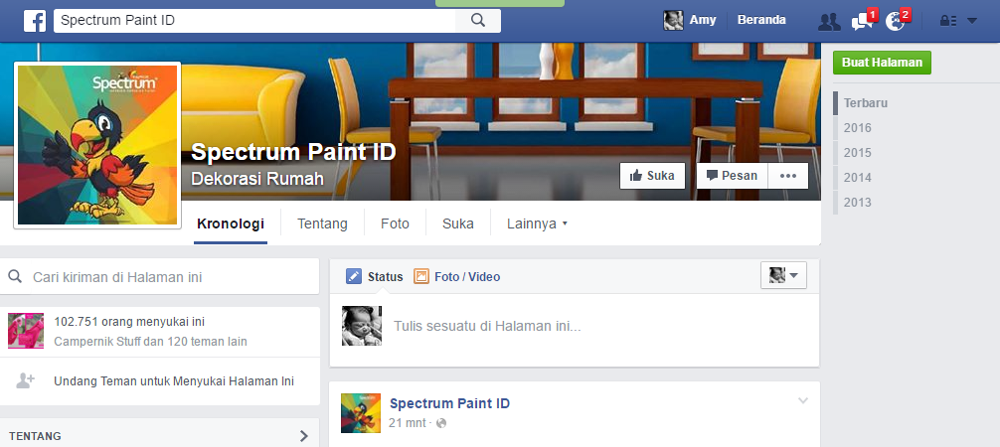 Spectrum Paint ID
Amy
Beranda
1
2
Buat Halaman
Terbaru
2016
2015
2014
2013
Spectrum
Spectrum Paint ID
Dekorasi Rumah
Suka
Pesan
Kronologi
Tentang
Foto
Suka
Lainnya
Cari kiriman di Halaman ini
Status
Foto / Video
Tulis sesuatu di Halaman ini...
102.751 orang menyukai ini
Campernik Stuff dan 120 teman lain
Undang Teman untuk Menyukai Halaman Ini
Spectrum Paint ID
21 mnt ·
TENTANG